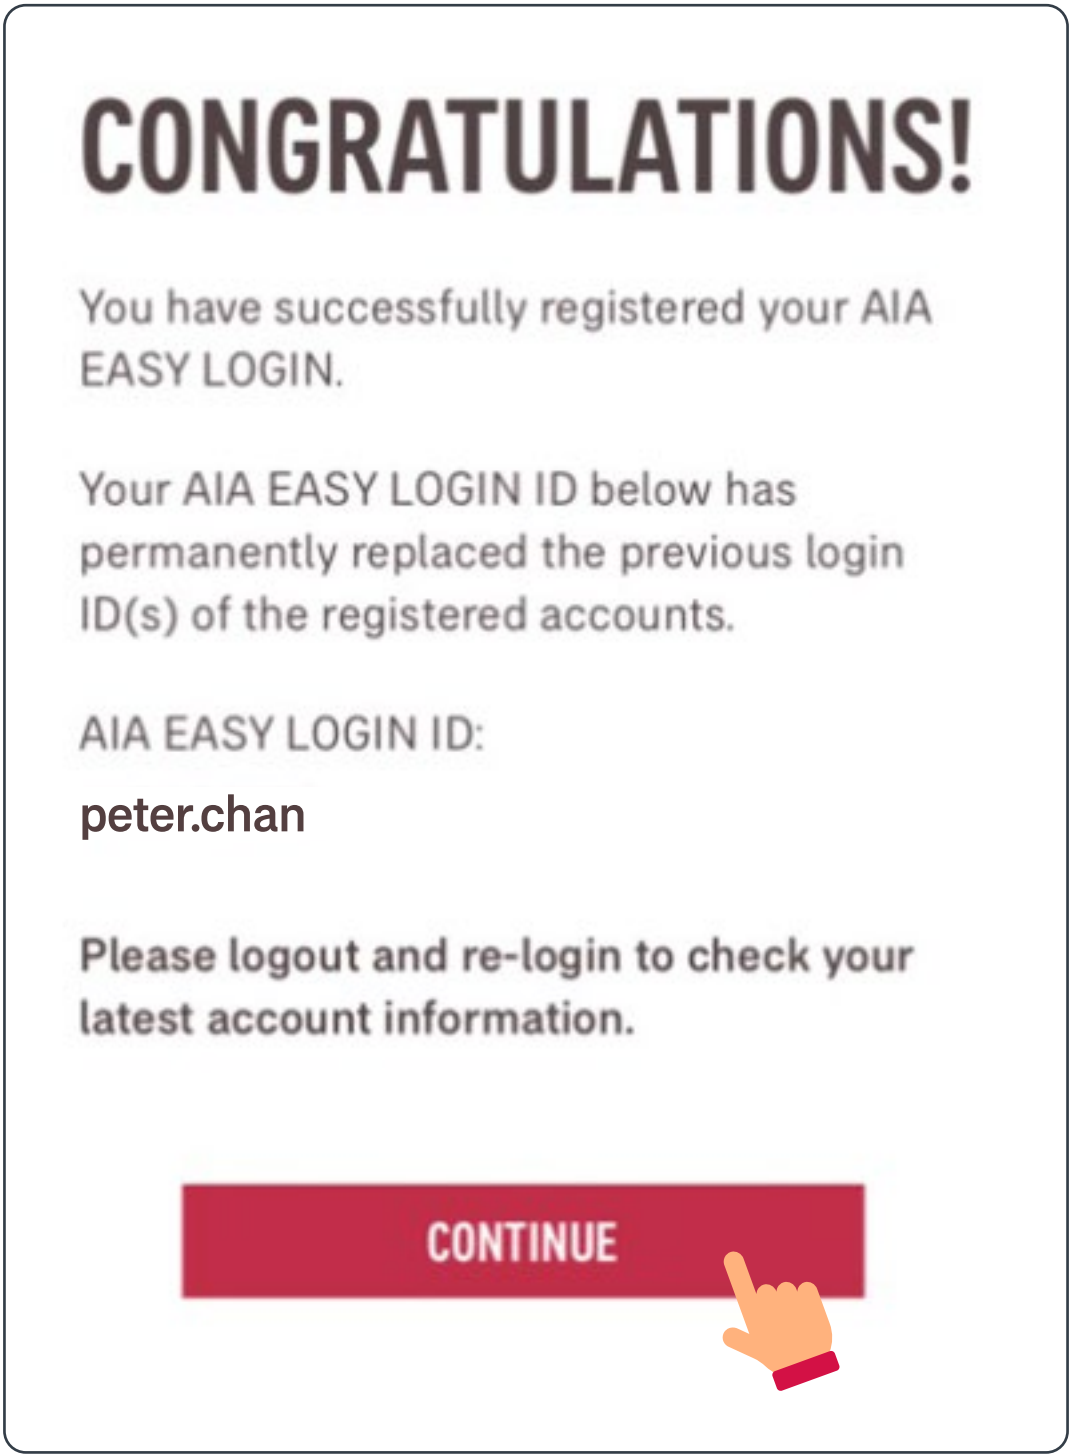 CONGRATULATIONS!
You have successfully registered your AIA
EASY LOGIN.
Your AIA EASY LOGIN ID below has
permanently replaced the previous login
ID(s) of the registered accounts.
AIA EASY LOGIN ID:
peter.chan
Please logout and re-login to check your
latest account information.
CONTINUE